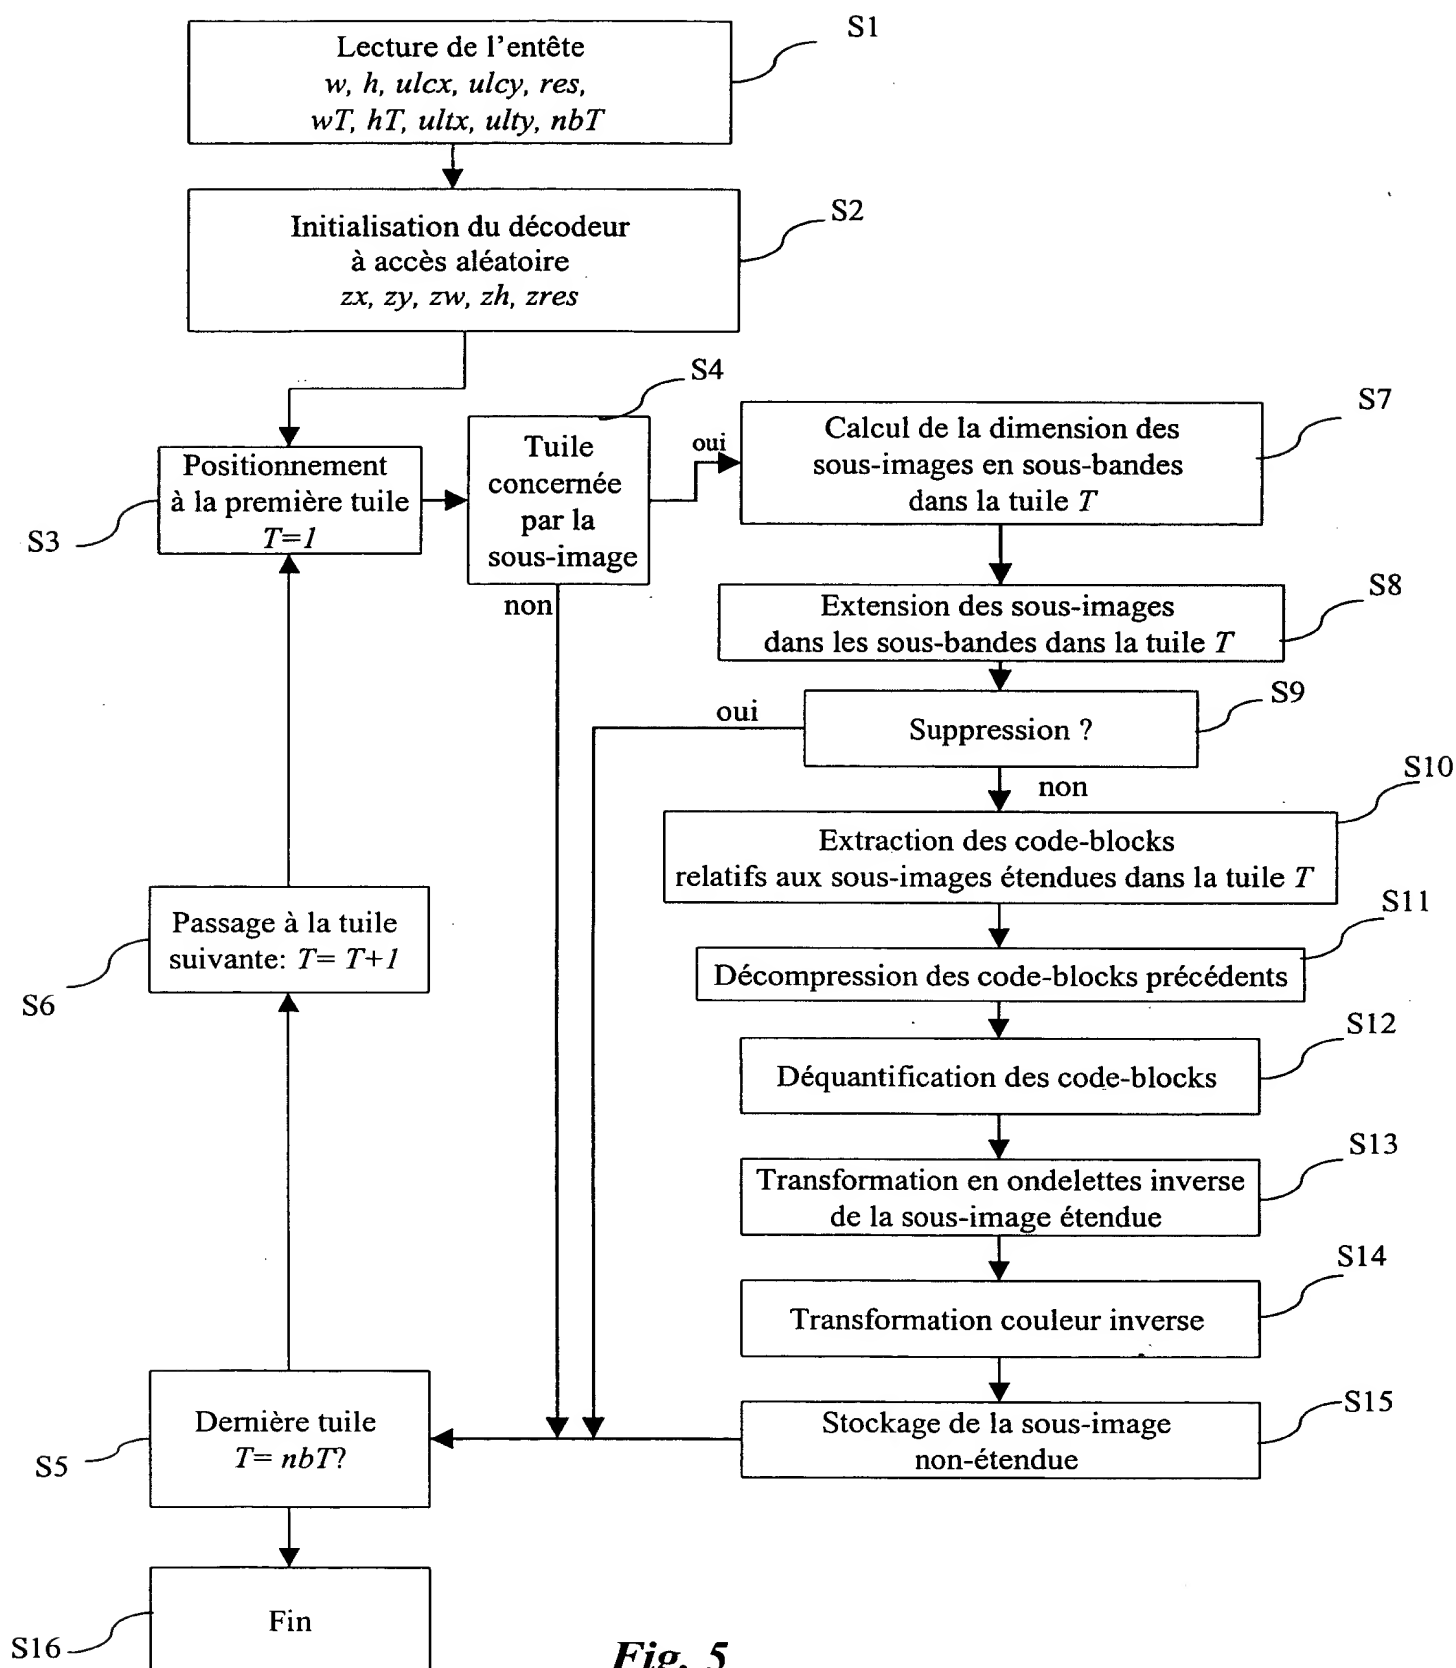 S1
Lecture de l'entête
w, h, ulcx, ulcy, res,
wT, hT, ultx, ulty, nbT
S2
Initialisation du décodeur
à accès aléatoire
zx, zy, zw, zh, zres
S4
Tuile
concernée
par la
sous-image
oui
non
S3
Positionnement
à la première tuile
T=1
S7
Calcul de la dimension des
sous-images en sous-bandes
dans la tuile T
S8
Extension des sous-images
dans les sous-bandes dans la tuile T
S9
Suppression ?
oui
non
S10
Extraction des code-blocks
relatifs aux sous-images étendues dans la tuile T
S11
Décompression des code-blocks précédents
S6
Passage à la tuile
suivante: T= T+1
S12
Déquantification des code-blocks
S13
Transformation en ondelettes inverse
de la sous-image étendue
S14
Transformation couleur inverse
S15
Stockage de la sous-image
non-étendue
S5
Dernière tuile
T= nbT?
S16
Fin
Fig. 5